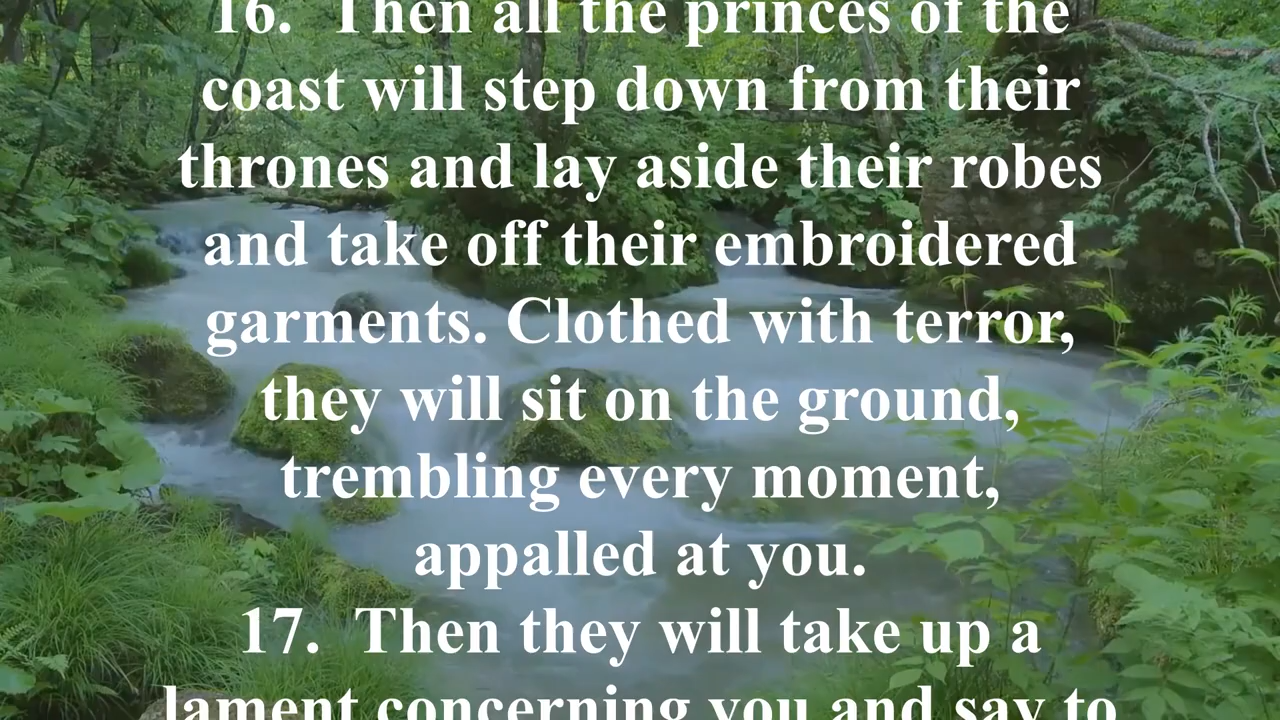 16. Then all the princes of the
coast will step down from their
thrones and lay aside their robes
and take off their embroidered
garments. Clothed with terror,
they will sit on the ground,
trembling every moment,
appalled at you.
17. Then they will take up a
lament concerning you and say to